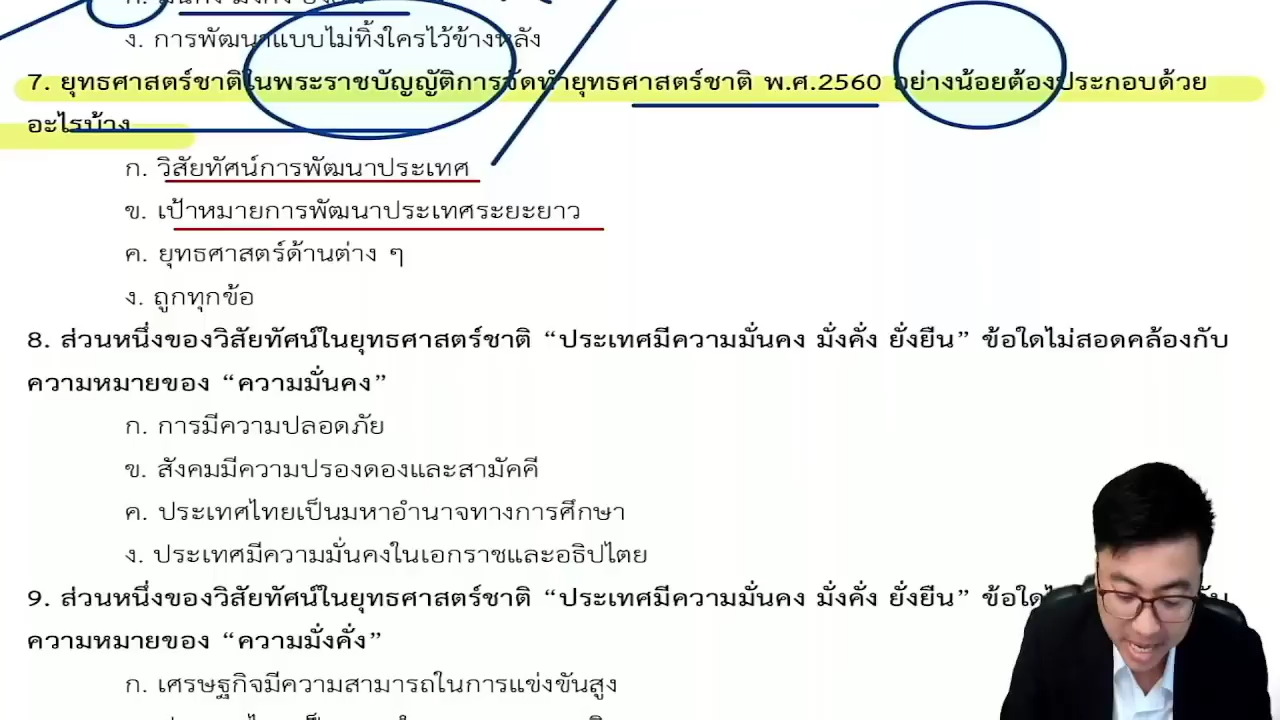 ง. การพัฒนาแบบไม่ทิ้งใครไว้ข้างหลัง
7. ยุทธศาสตร์ชาติในพระราชบัญญัติการจัดทำยุทธศาสตร์ชาติ พ.ศ.2560 อย่างน้อยต้องประกอบด้วย
อะไรบ้าง
ก. วิสัยทัศน์การพัฒนาประเทศ
ข. เป้าหมายการพัฒนาประเทศระยะยาว
ค. ยุทธศาสตร์ด้านต่าง ๆ
ง. ถูกทุกข้อ
8. ส่วนหนึ่งของวิสัยทัศน์ในยุทธศาสตร์ชาติ “ประเทศมีความมั่นคง มั่งคั่ง ยั่งยืน” ข้อใดไม่สอดคล้องกับ
ความหมายของ “ความมั่นคง”
ก. การมีความปลอดภัย
ข. สังคมมีความปรองดองและสามัคคี
ค. ประเทศไทยเป็นมหาอำนาจทางการศึกษา
ง. ประเทศมีความมั่นคงในเอกราชและอธิปไตย
9. ส่วนหนึ่งของวิสัยทัศน์ในยุทธศาสตร์ชาติ “ประเทศมีความมั่นคง มั่งคั่ง ยั่งยืน” ข้อใด
ความหมายของ “ความมั่งคั่ง”
ก. เศรษฐกิจมีความสามารถในการแข่งขันสูง